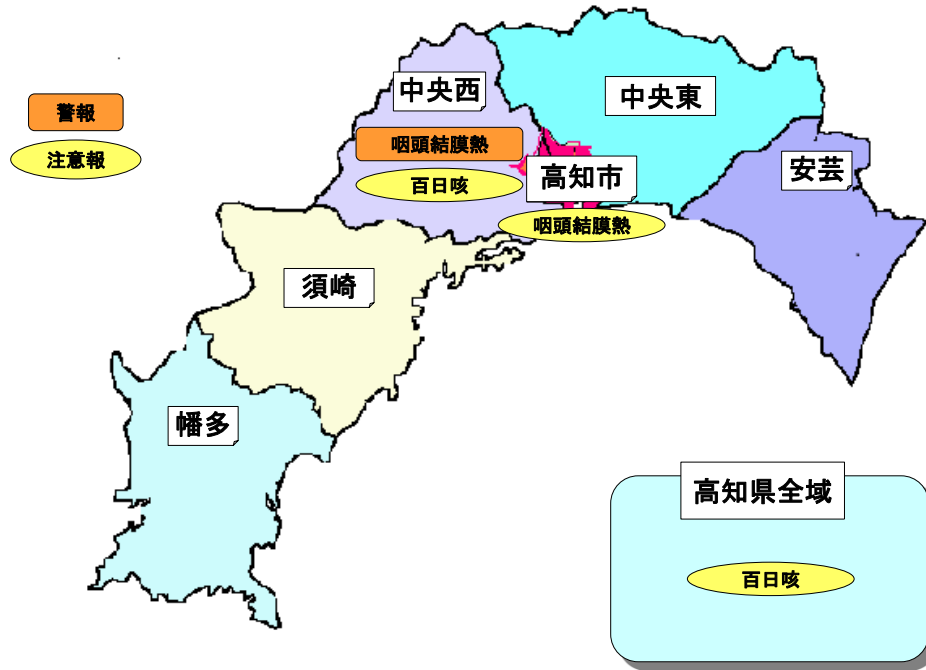 中央西
中央東
警報
咽頭結膜熱
注意報
百日咳
高知市
安芸
咽頭結膜熱
須崎
幡多
高知県全域
百日咳